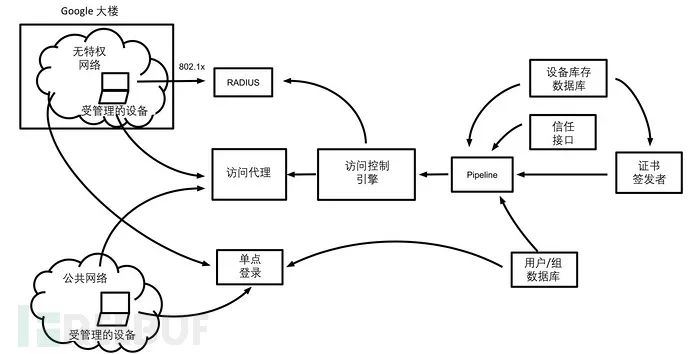 Google 大楼
无特权
网络
受管理的设备
802.1x
RADIUS
设备库存
数据库
信任
接口
访问代理
访问控制
引擎
Pipeline
证书
签发者
单点
登录
用户/组
数据库
公共网络
受管理的设备
REEBUF